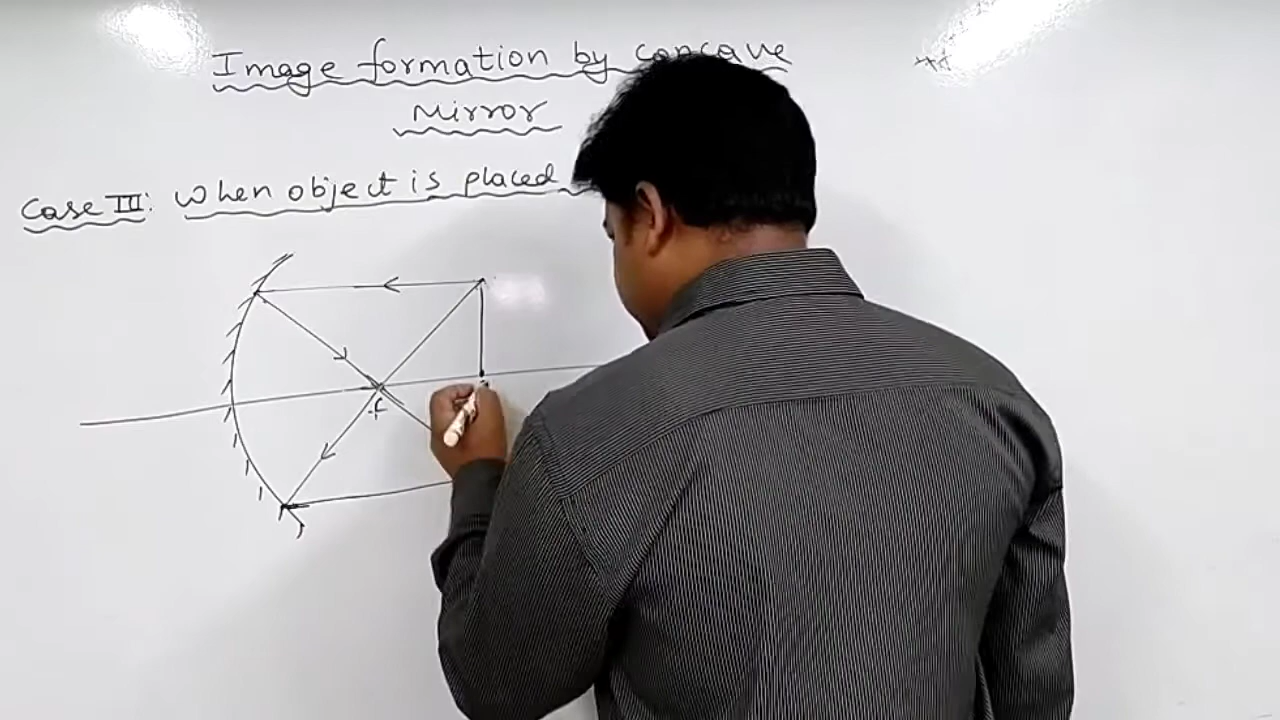 Image formation by concave
Mirror
Case III: When object is placed
F